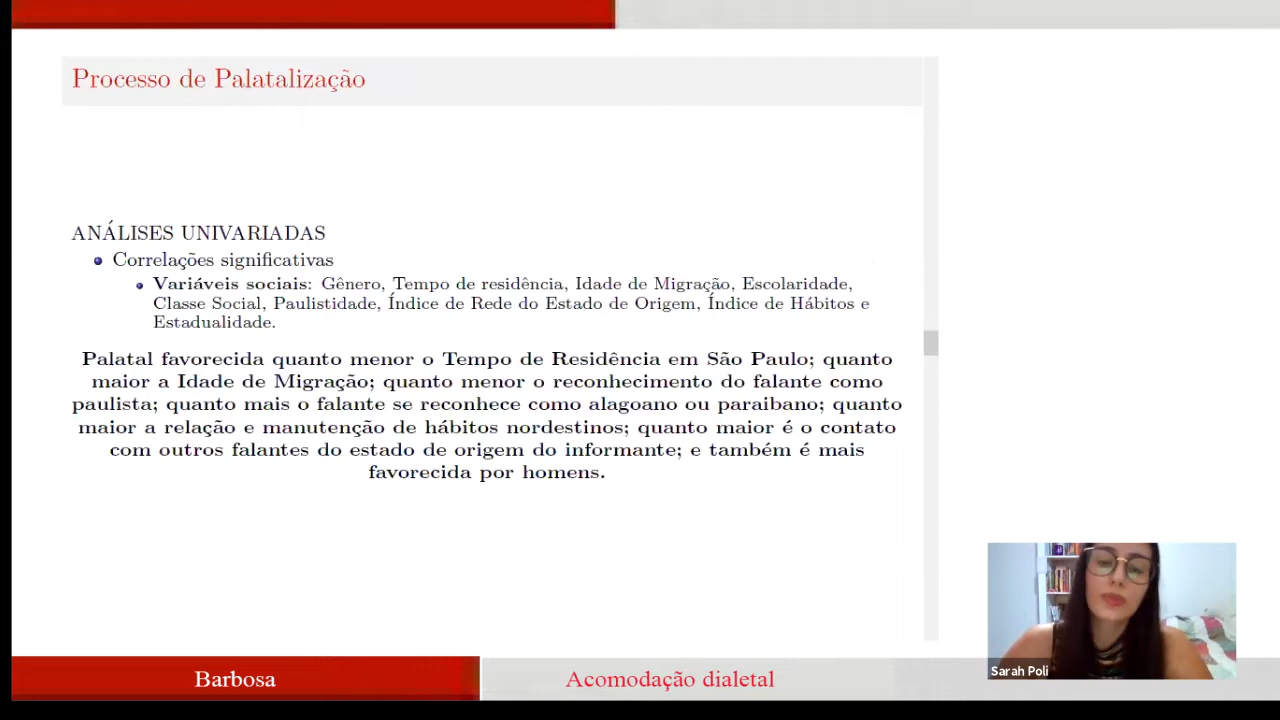 Processo de Palatalização
ANÁLISES UNIVARIADAS
Correlações significativas
Variáveis sociais: Gênero, Tempo de residência, Idade de Migração, Escolaridade,
Classe Social, Paulistidade, Índice de Rede do Estado de Origem, Índice de Hábitos e
Estadualidade.
Palatal favorecida quanto menor o Tempo de Residência em São Paulo; quanto
maior a Idade de Migração; quanto menor o reconhecimento do falante como
paulista; quanto mais o falante se reconhece como alagoano ou paraibano; quanto
maior a relação e manutenção de hábitos nordestinos; quanto maior é o contato
com outros falantes do estado de origem do informante; e também é mais
favorecida por homens.
Sarah Poli
Barbosa
Acomodação dialetal